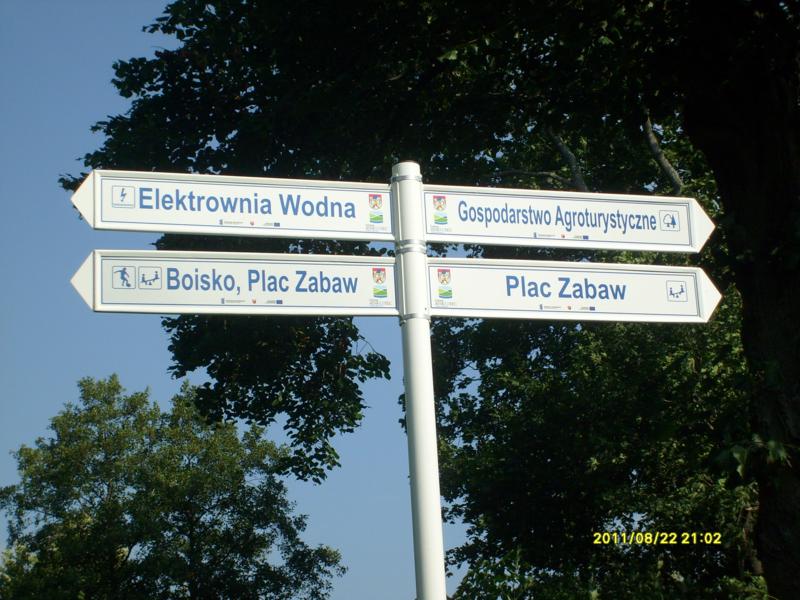 Elektrownia Wodna
Gospodarstwo Agroturystyczne
Boisko, Plac Zabaw
Plac Zabaw
2011/08/22 21:02